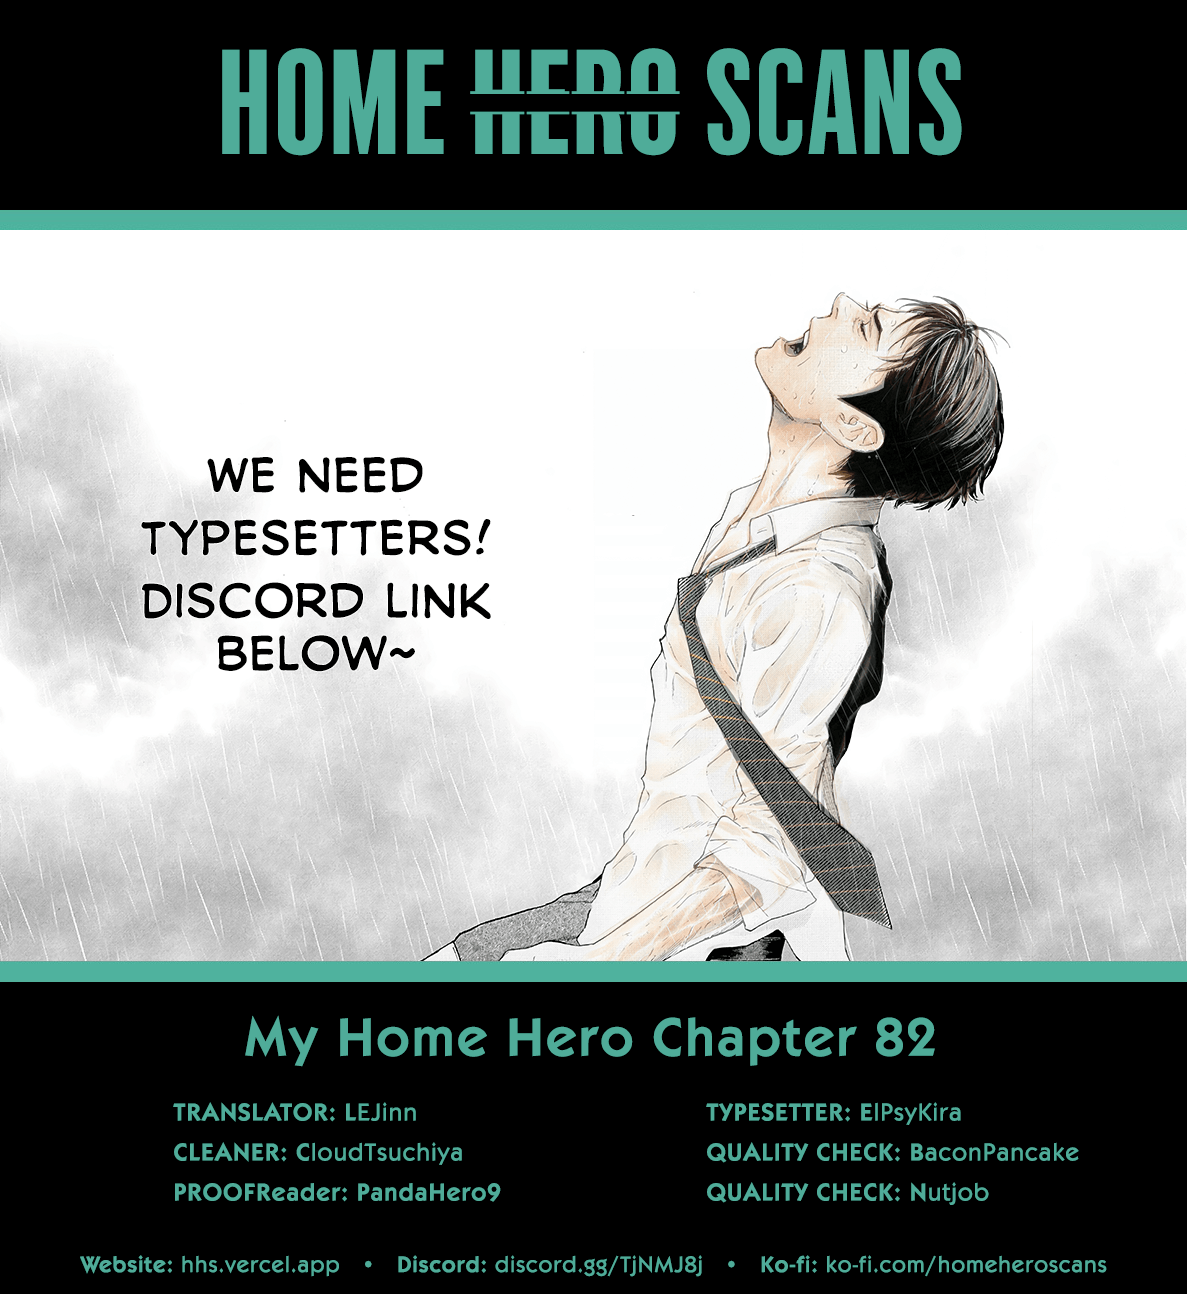 HOME HERO SCANS
WE NEED
TYPESETTERS!
DISCORD LINK
BELOW~
My Home Hero Chapter 82
TRANSLATOR: LEJinn
CLEANER: CloudTsuchiya
PROOFReader: PandaHero9
TYPESETTER: ElPsyKira
QUALITY CHECK: BaconPancake
QUALITY CHECK: Nutjob
Website: hhs.vercel.app • Discord: discord.gg/TjNMJ8j • Ko-fi: ko-fi.com/homeheroscans